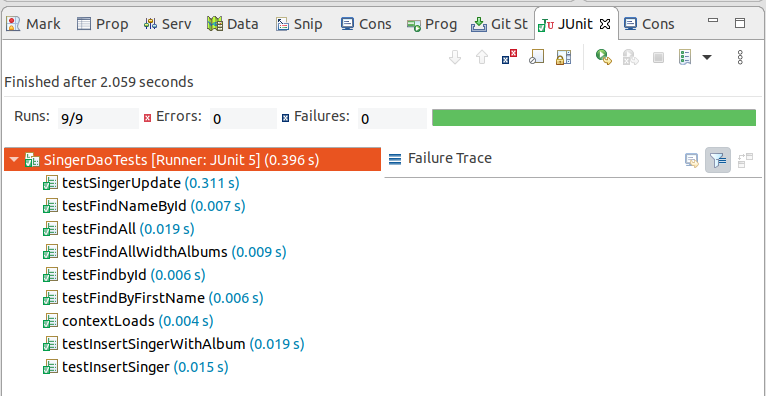 Mark Prop Serv Data Snip Cons Prog Git St JUnit Cons
Finished after 2.059 seconds
Runs: 9/9 Errors: 0 Failures: 0
SingerDaoTests [Runner: JUnit 5] (0.396 s)
Failure Trace
testSingerUpdate (0.311 s)
testFindNameById (0.007 s)
testFindAll (0.019 s)
testFindAllWidthAlbums (0.009 s)
testFindbyId (0.006 s)
testFindByFirstName (0.006 s)
contextLoads (0.004 s)
testInsertSingerWithAlbum (0.019 s)
testInsertSinger (0.015 s)